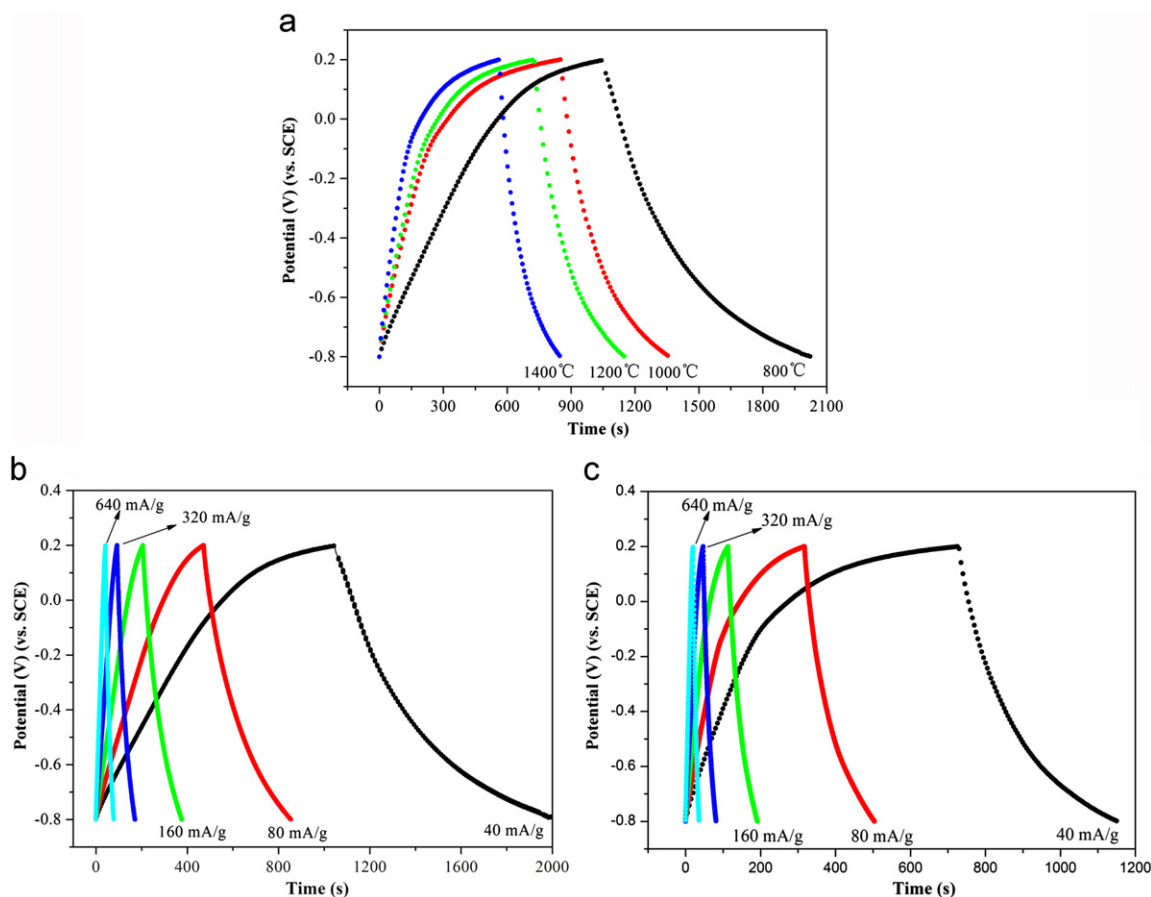 a
0.4
0.2
0.0
-0.2
-0.4
-0.6
-0.8
Potential (V) (vs. SCE)
1400℃
1200℃
1000℃
800℃
0
300
600
900
1200
1500
1800
2100
Time (s)
b
0.4
0.2
0.0
-0.2
-0.4
-0.6
-0.8
Potential (V) (vs. SCE)
640 mA/g
320 mA/g
160 mA/g
80 mA/g
40 mA/g
0
400
800
1200
1600
2000
Time (s)
c
0.4
0.2
0.0
-0.2
-0.4
-0.6
-0.8
Potential (V) (vs. SCE)
640 mA/g
320 mA/g
160 mA/g
80 mA/g
40 mA/g
0
200
400
600
800
1000
1200
Time (s)